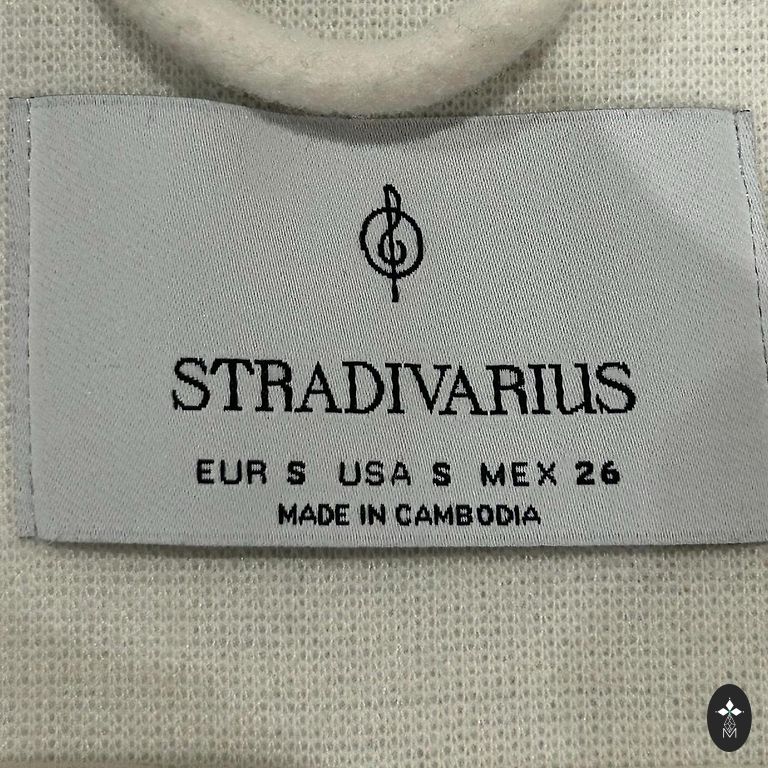 STRADIVARIUS
EUR S USA S MEX 26
MADE IN CAMBODIA
M